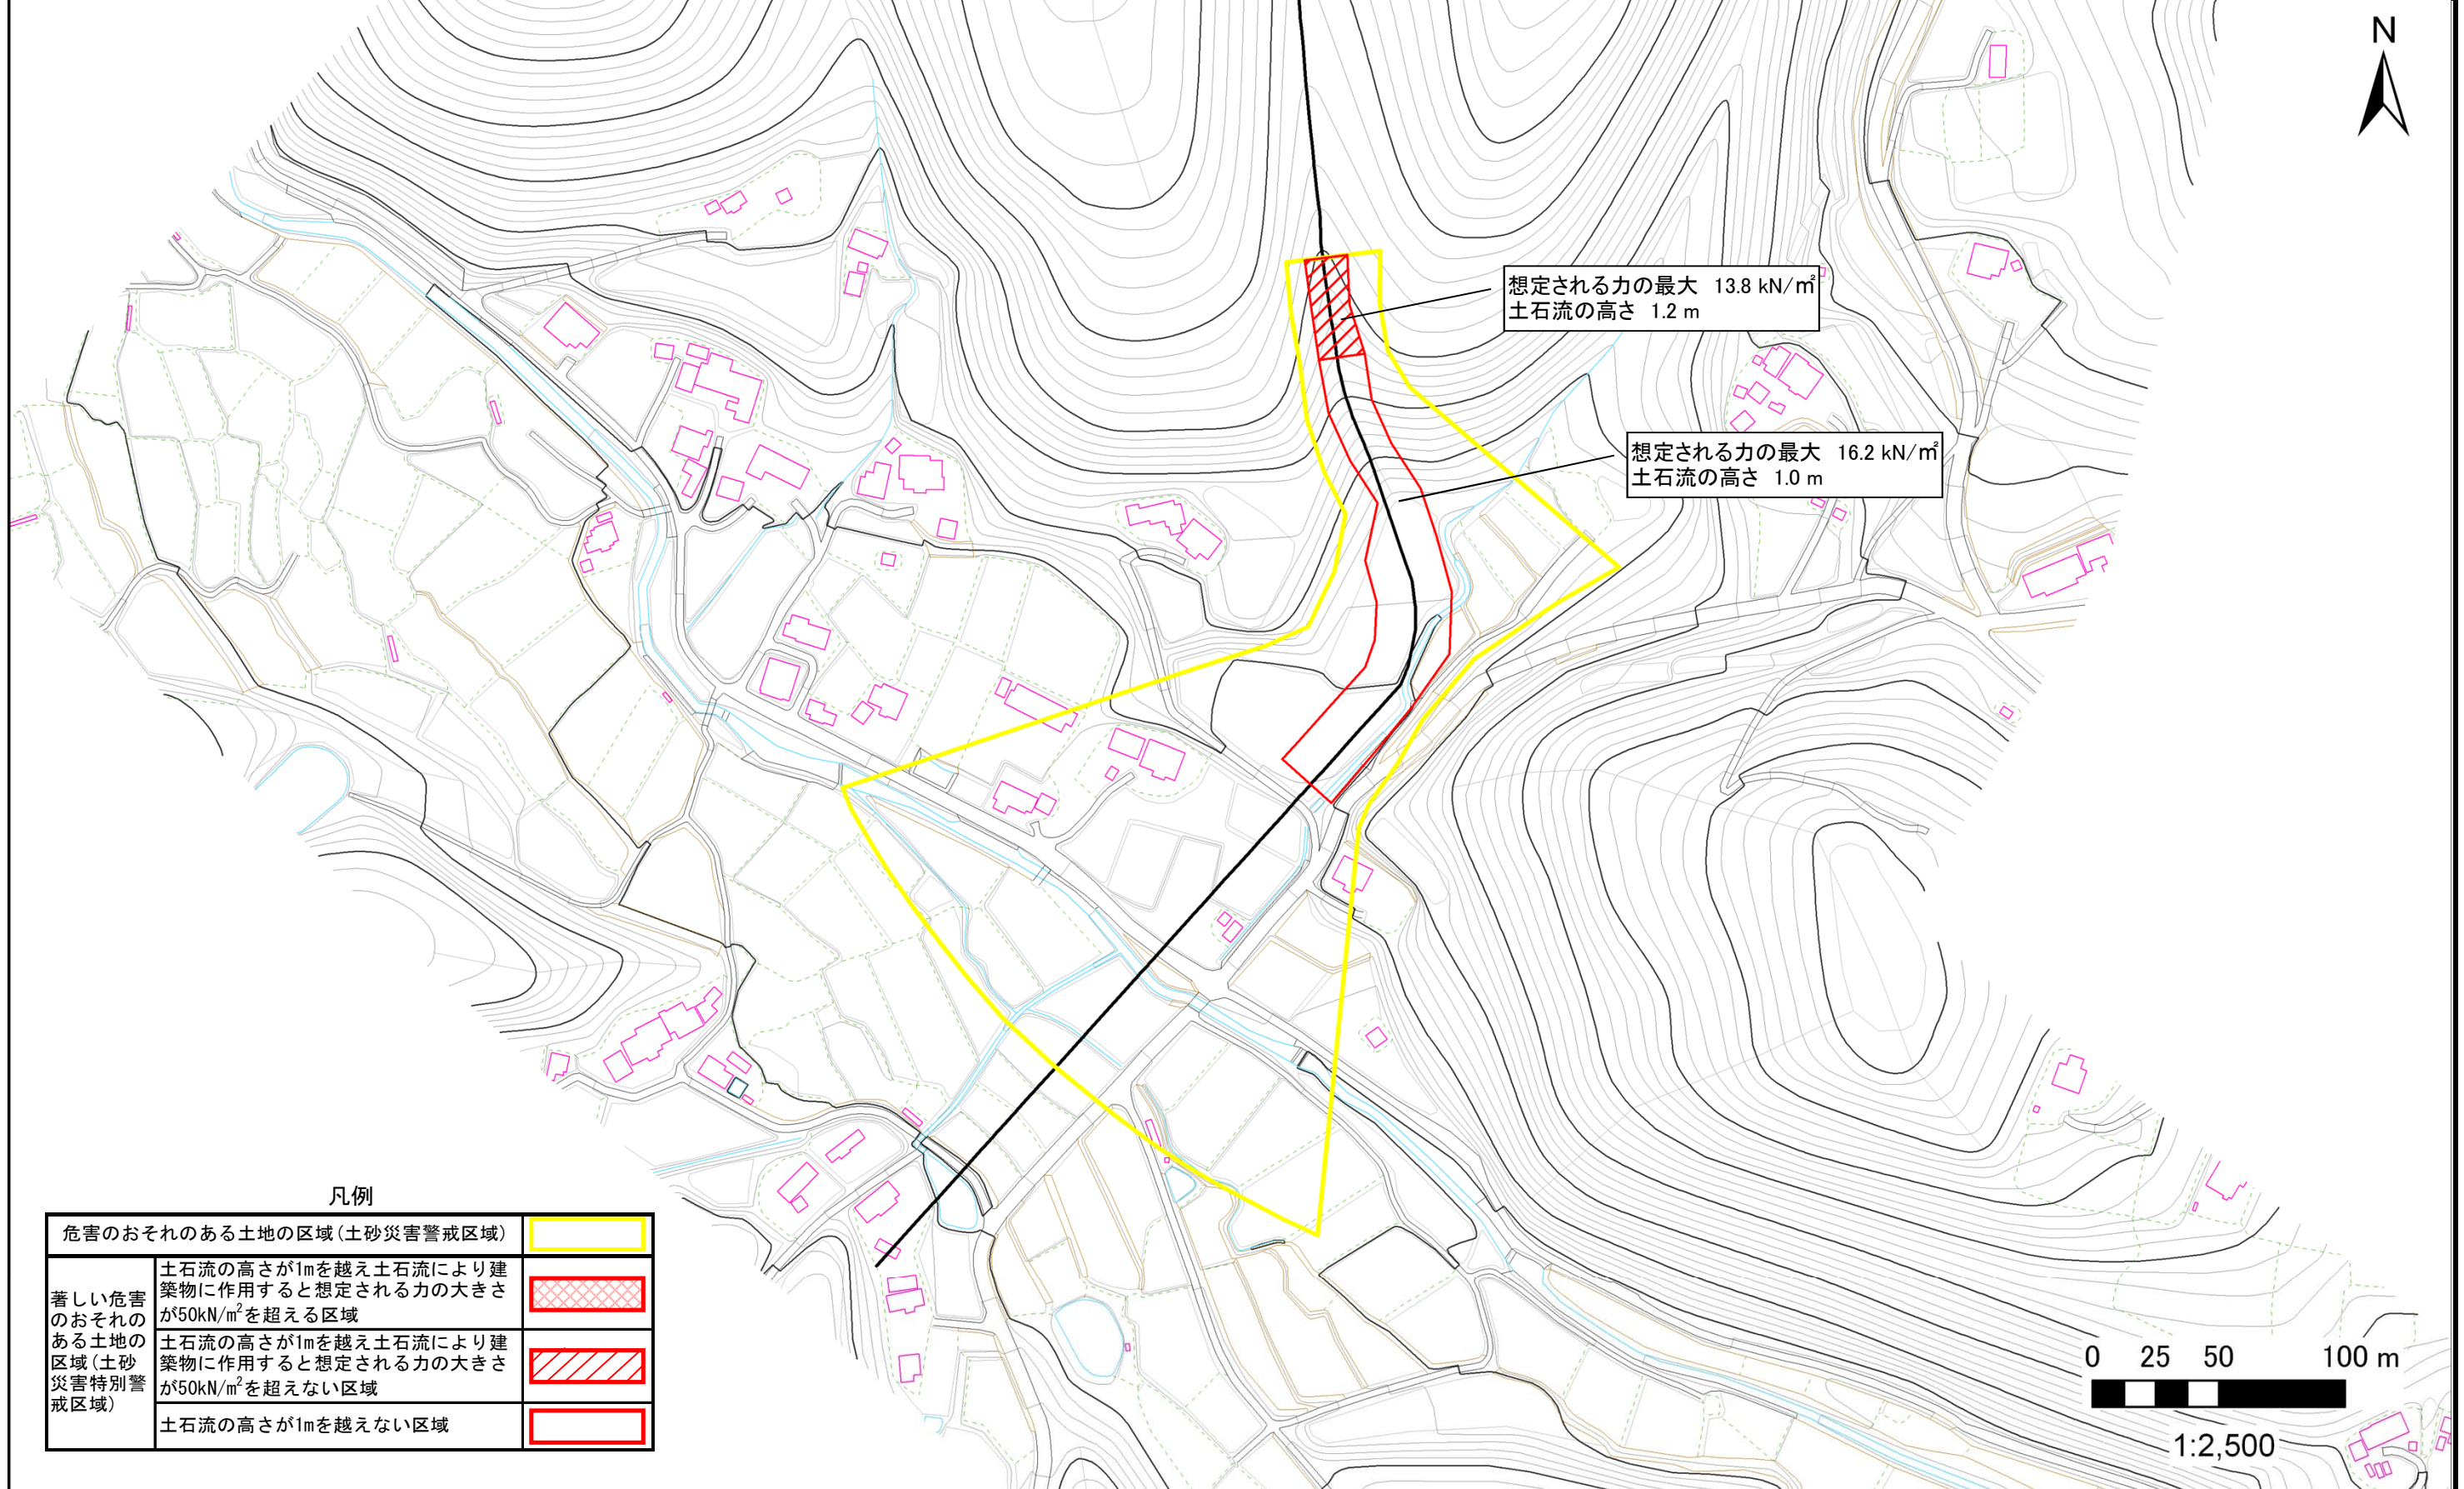 N
想定される力の最大 13.8 kN/㎡
土石流の高さ 1.2 m
想定される力の最大 16.2 kN/㎡
土石流の高さ 1.0 m
凡例
危害のおそれのある土地の区域(土砂災害警戒区域)
著しい危害
のおそれの
ある土地の
区域(土砂
災害特別警
戒区域)
土石流の高さが1mを越え土石流により建
築物に作用すると想定される力の大きさ
が50kN/㎡を超える区域
土石流の高さが1mを越え土石流により建
築物に作用すると想定される力の大きさ
が50kN/㎡を超えない区域
土石流の高さが1mを越えない区域
0 25 50 100 m
1:2,500